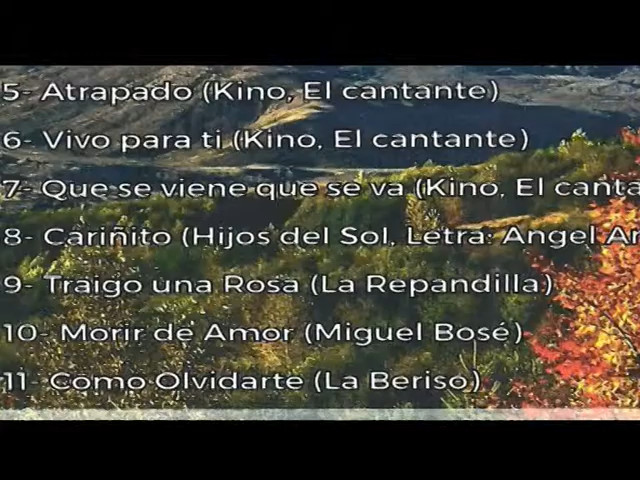 5- Atrapado (Kino, El cantante)
6- Vivo para ti (Kino, El cantante)
7- Que se viene que se va (Kino, El canta
8- Cariñito (Hijos del Sol, Letra: Angel An
9- Traigo una Rosa (La Repandilla)
10- Morir de Amor (Miguel Bosé)
11- Como Olvidarte (La Beriso)